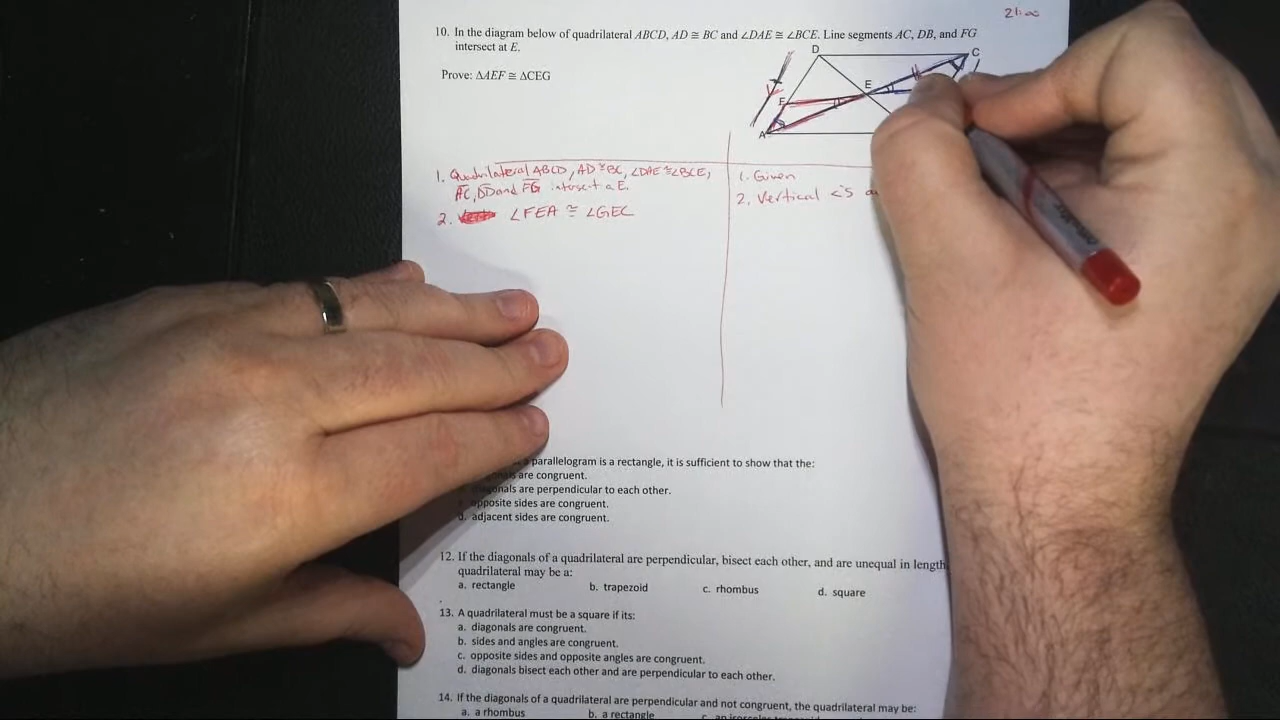 21:00
10. In the diagram below of quadrilateral ABCD, AD ≅ BC and ∠DAE ≅ ∠BCE. Line segments AC, DB, and FG
intersect at E.
Prove: ΔAEF ≅ ΔCEG
D
C
E
F
A
1. Quadrilateral ABCD, AD ≅ BC, ∠DAE ≅ ∠BCE,
AC, DB and FG intersect a E.
1. Given
2. ∠FEA ≅ ∠GEC
2. Vertical ∠'s
parallelogram is a rectangle, it is sufficient to show that the:
are congruent.
are perpendicular to each other.
opposite sides are congruent.
d. adjacent sides are congruent.
12. If the diagonals of a quadrilateral are perpendicular, bisect each other, and are unequal in length
quadrilateral may be a:
a. rectangle b. trapezoid c. rhombus d. square
13. A quadrilateral must be a square if its:
a. diagonals are congruent.
b. sides and angles are congruent.
c. opposite sides and opposite angles are congruent.
d. diagonals bisect each other and are perpendicular to each other.
14. If the diagonals of a quadrilateral are perpendicular and not congruent, the quadrilateral may be:
a. a rhombus b. a rectangle